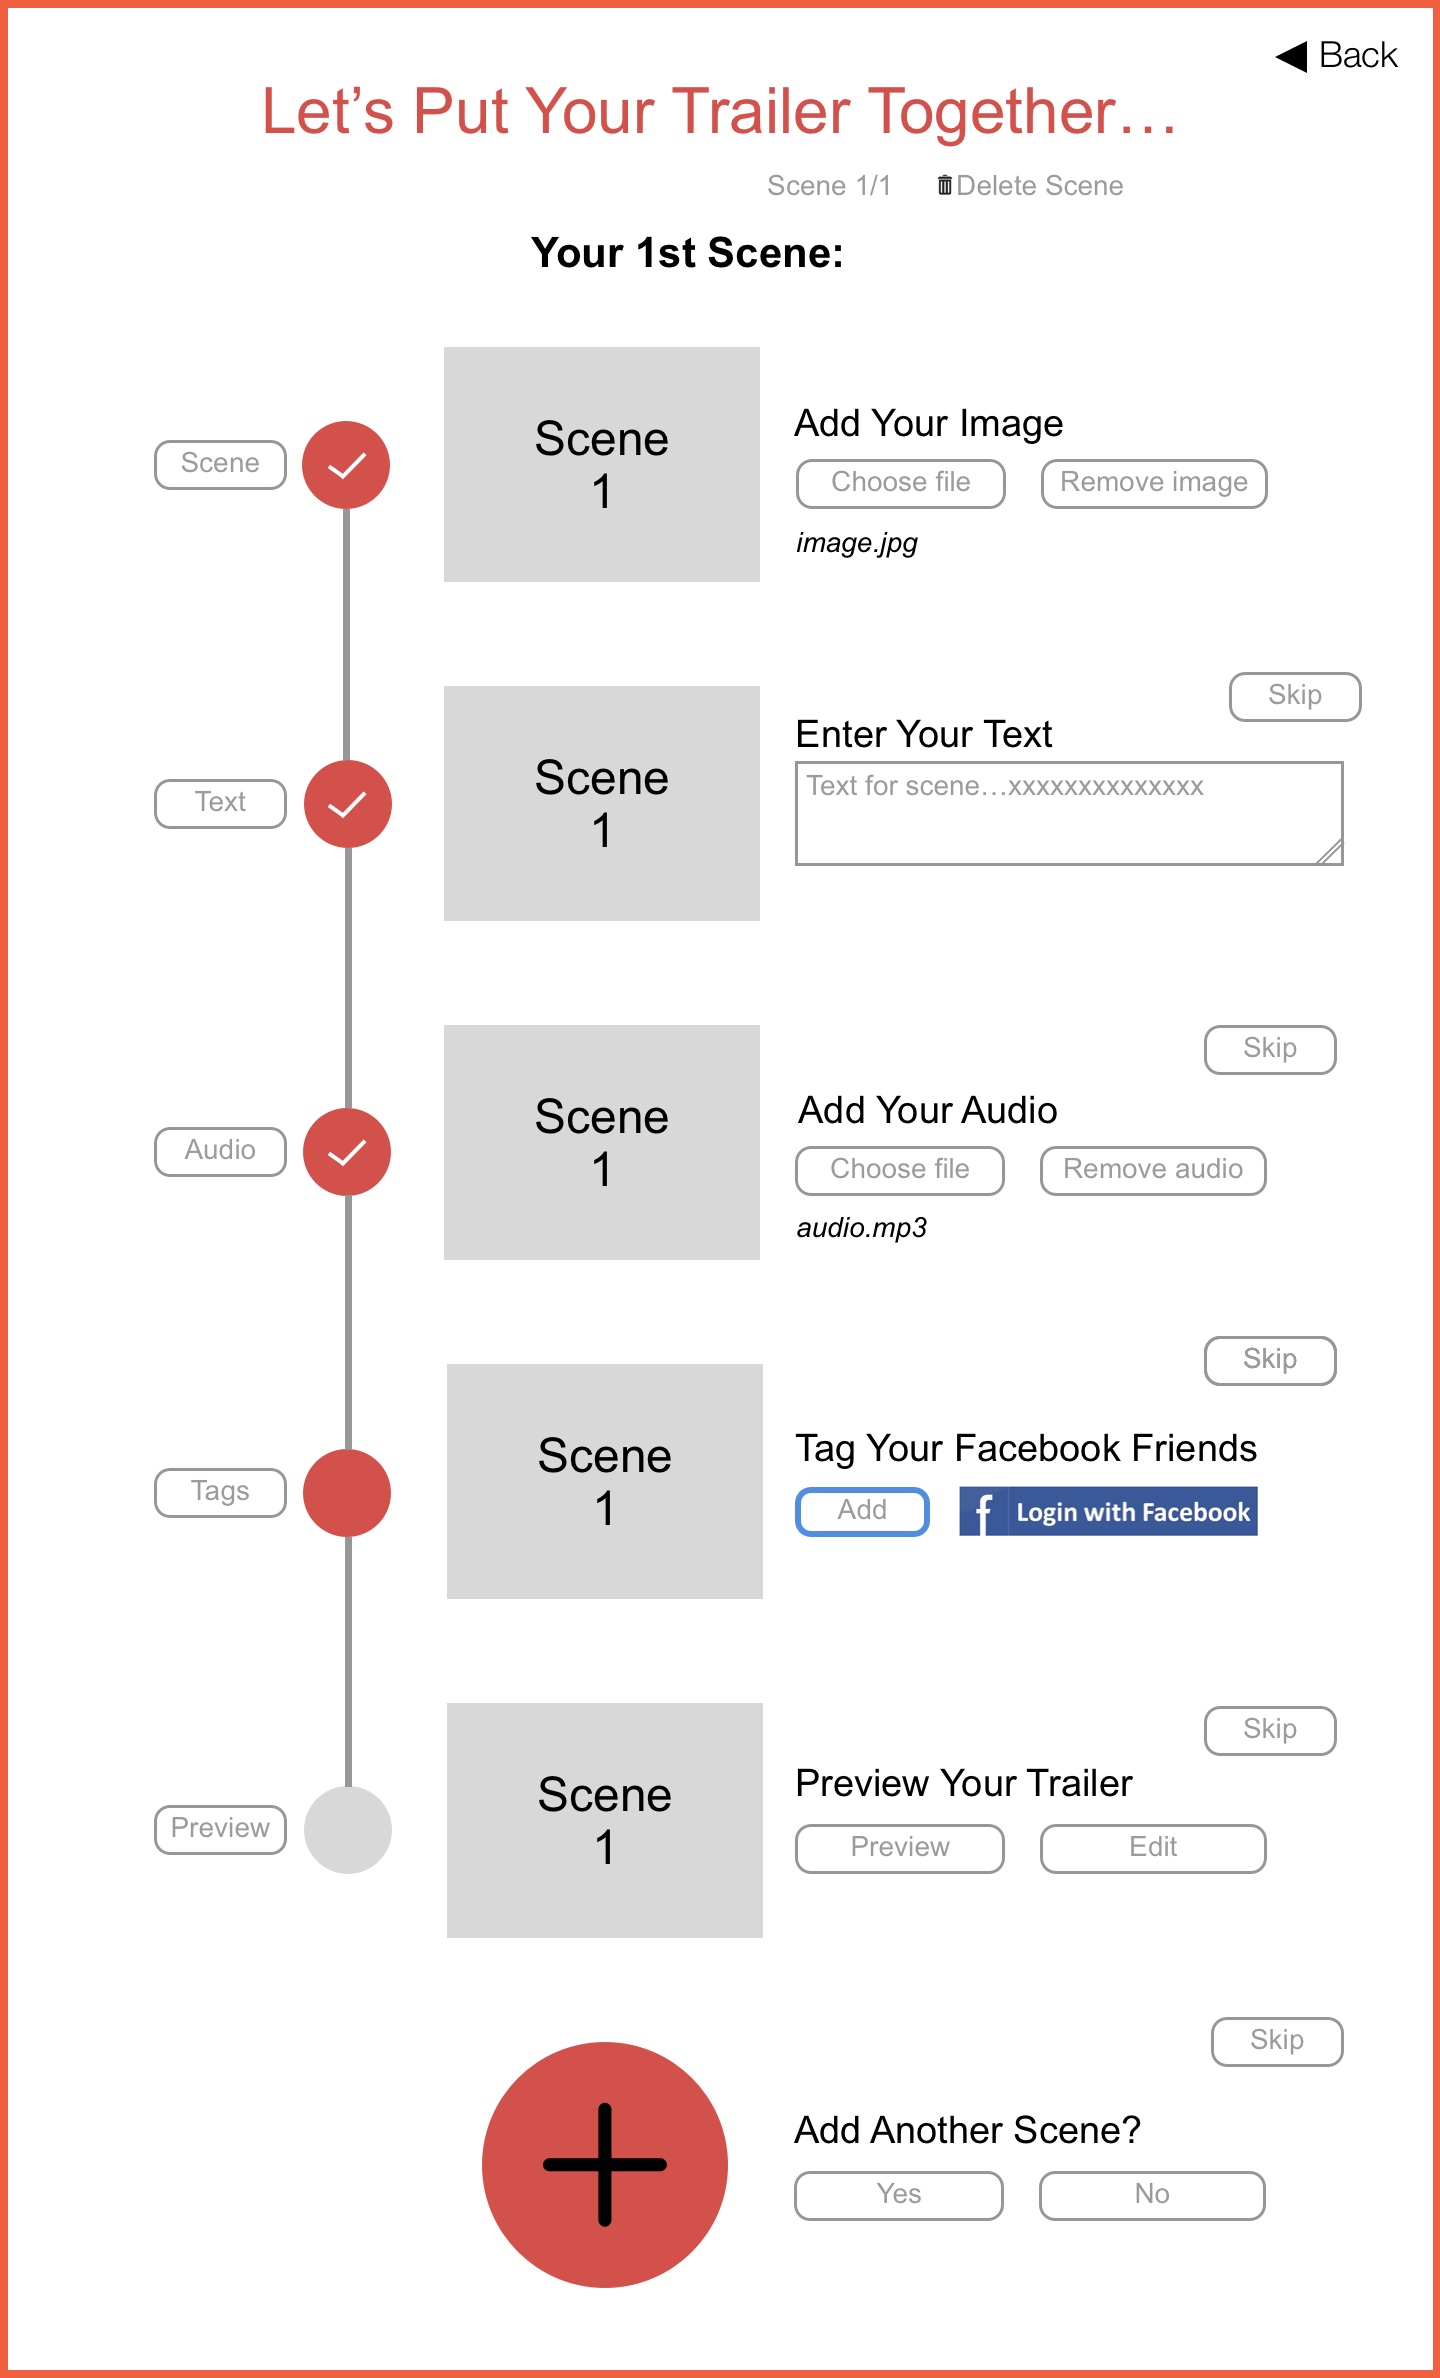 Back
Let’s Put Your Trailer Together…
Scene 1/1 Delete Scene
Your 1st Scene:
Scene
Scene
1
Add Your Image
Choose file Remove image
image.jpg
Text
Scene
1
Skip
Enter Your Text
Text for scene…xxxxxxxxxxxxxx
Audio
Scene
1
Skip
Add Your Audio
Choose file Remove audio
audio.mp3
Tags
Scene
1
Skip
Tag Your Facebook Friends
Add f Login with Facebook
Preview
Scene
1
Skip
Preview Your Trailer
Preview Edit
Skip
Add Another Scene?
Yes No